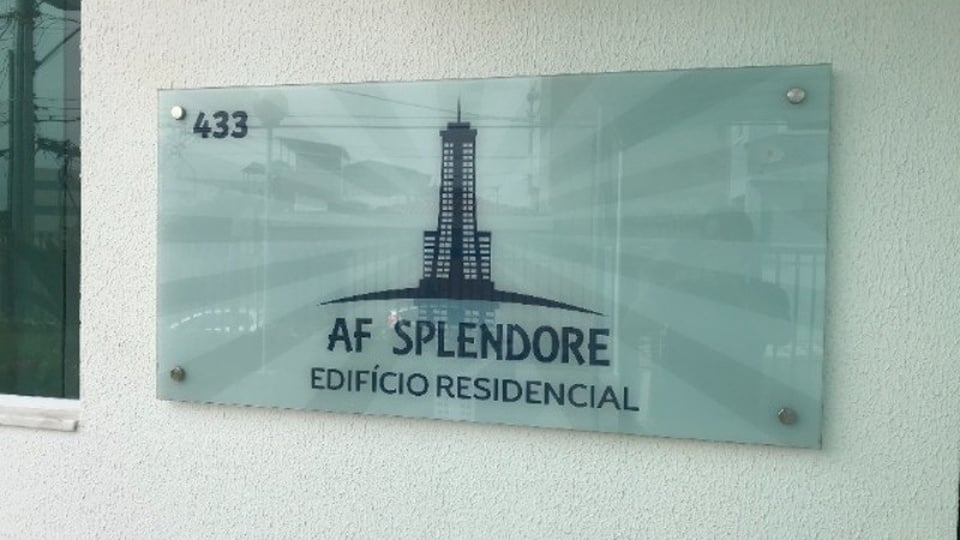 433
AF SPLENDORE
EDIFÍCIO RESIDENCIAL